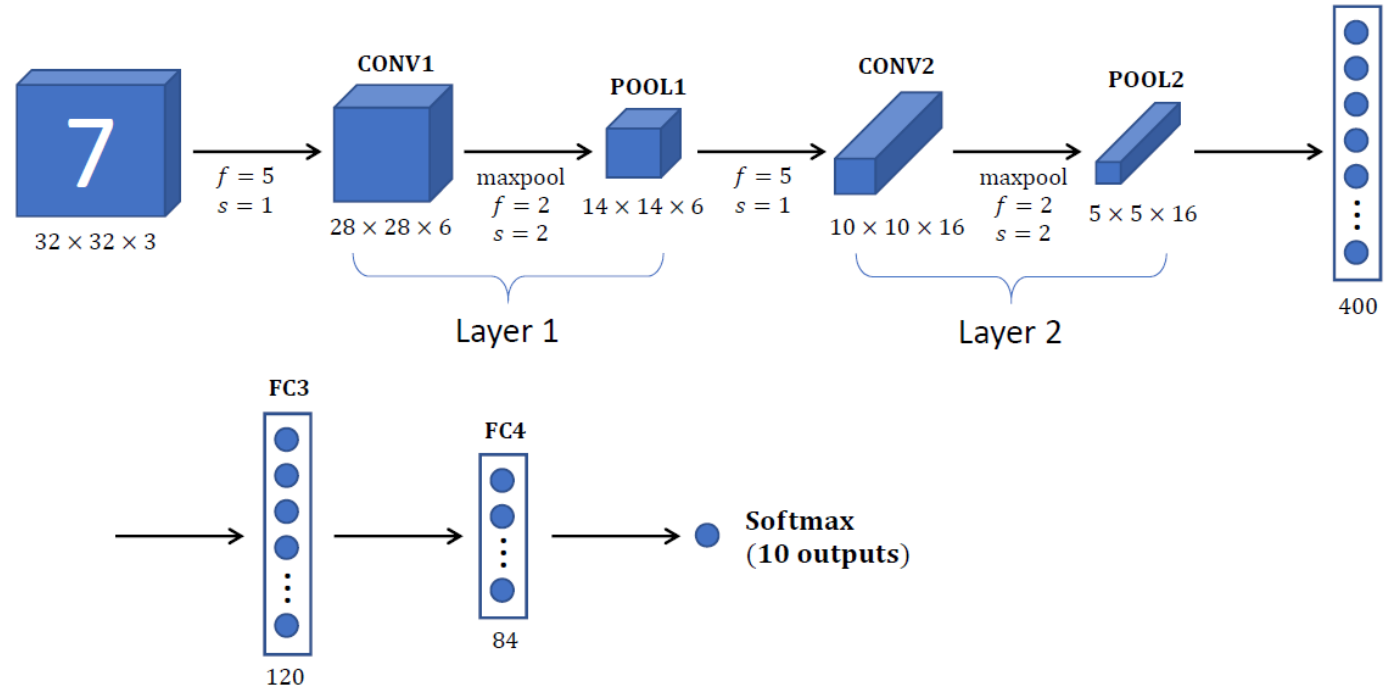 7
32 × 32 × 3
f = 5
s = 1
CONV1
28 × 28 × 6
maxpool
f = 2
s = 2
POOL1
14 × 14 × 6
Layer 1
f = 5
s = 1
CONV2
10 × 10 × 16
maxpool
f = 2
s = 2
POOL2
5 × 5 × 16
Layer 2
400
FC3
120
FC4
84
Softmax
(10 outputs)